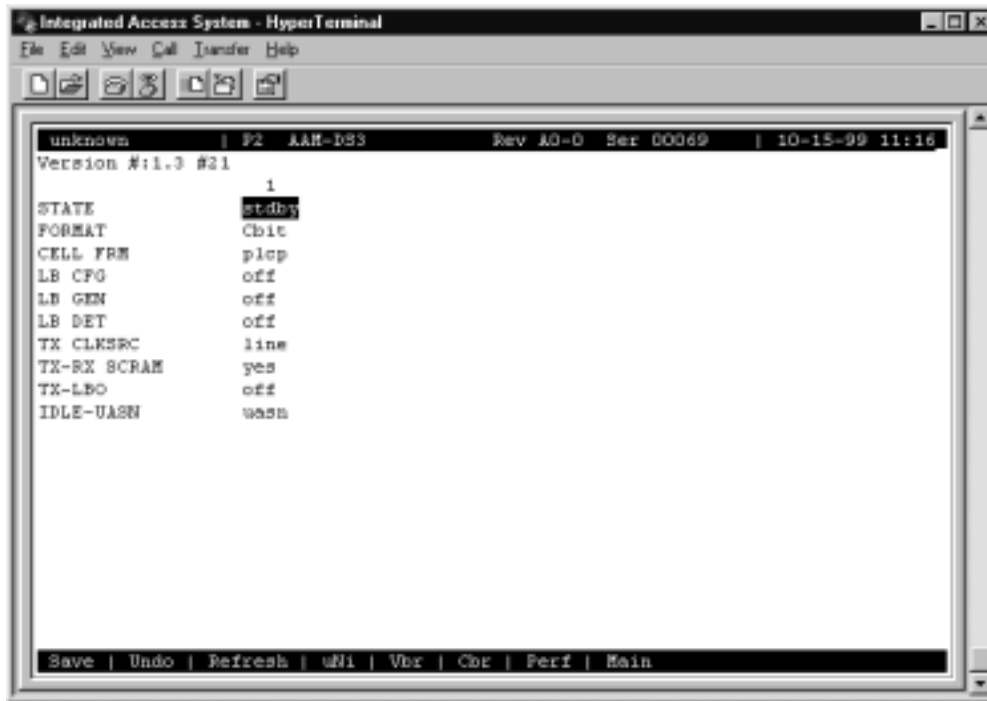 Integrated Access System - HyperTerminal
File Edit View Call Transfer Help
unknown | P2 AAM-DS3 Rev A0-0 Ser 00069 | 10-15-99 11:16
Version #:1.3 #21
1
STATE stdby
FORMAT Cbit
CELL FRM plcp
LB CFG off
LB GEN off
LB DET off
TX CLKSRC line
TX-RX SCRAM yes
TX-LBO off
IDLE-UASN uasn
Save | Undo | Refresh | uNi | Vbr | Cbr | Perf | Main